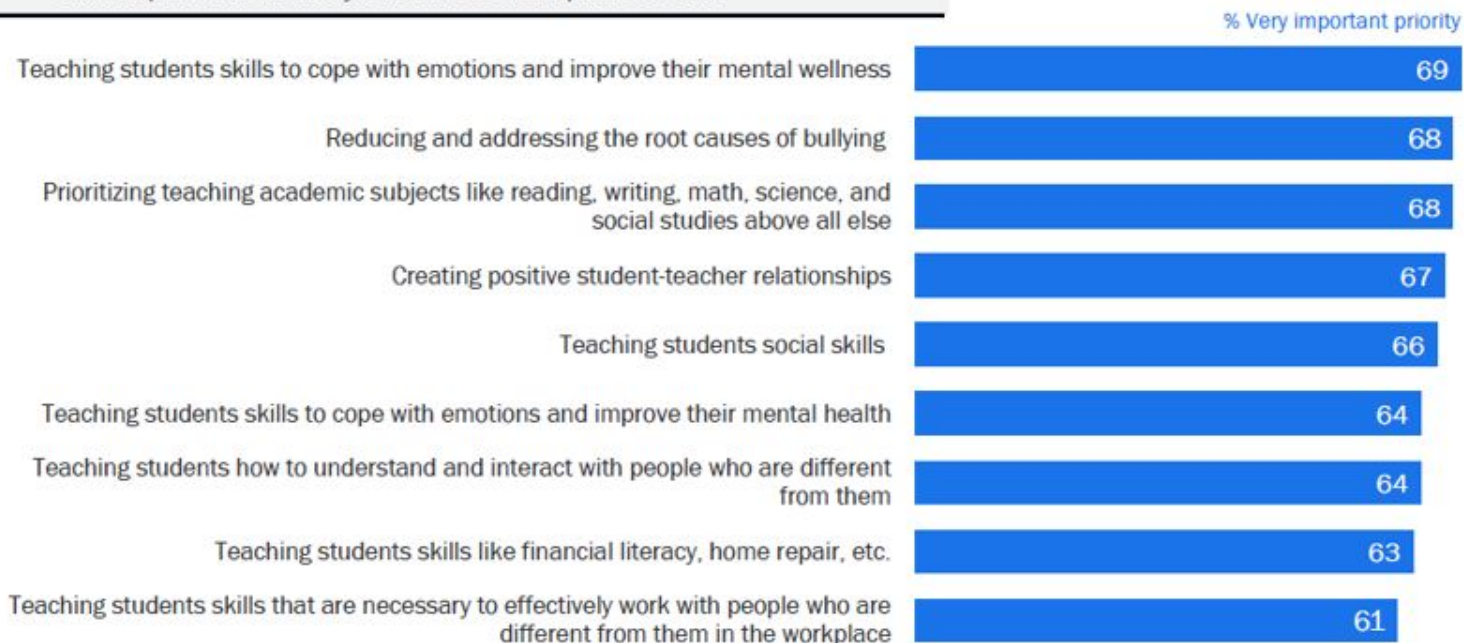 % Very important priority
Teaching students skills to cope with emotions and improve their mental wellness
69
Reducing and addressing the root causes of bullying
68
Prioritizing teaching academic subjects like reading, writing, math, science, and
social studies above all else
68
Creating positive student-teacher relationships
67
Teaching students social skills
66
Teaching students skills to cope with emotions and improve their mental health
64
Teaching students how to understand and interact with people who are different
from them
64
Teaching students skills like financial literacy, home repair, etc.
63
Teaching students skills that are necessary to effectively work with people who are
different from them in the workplace
61